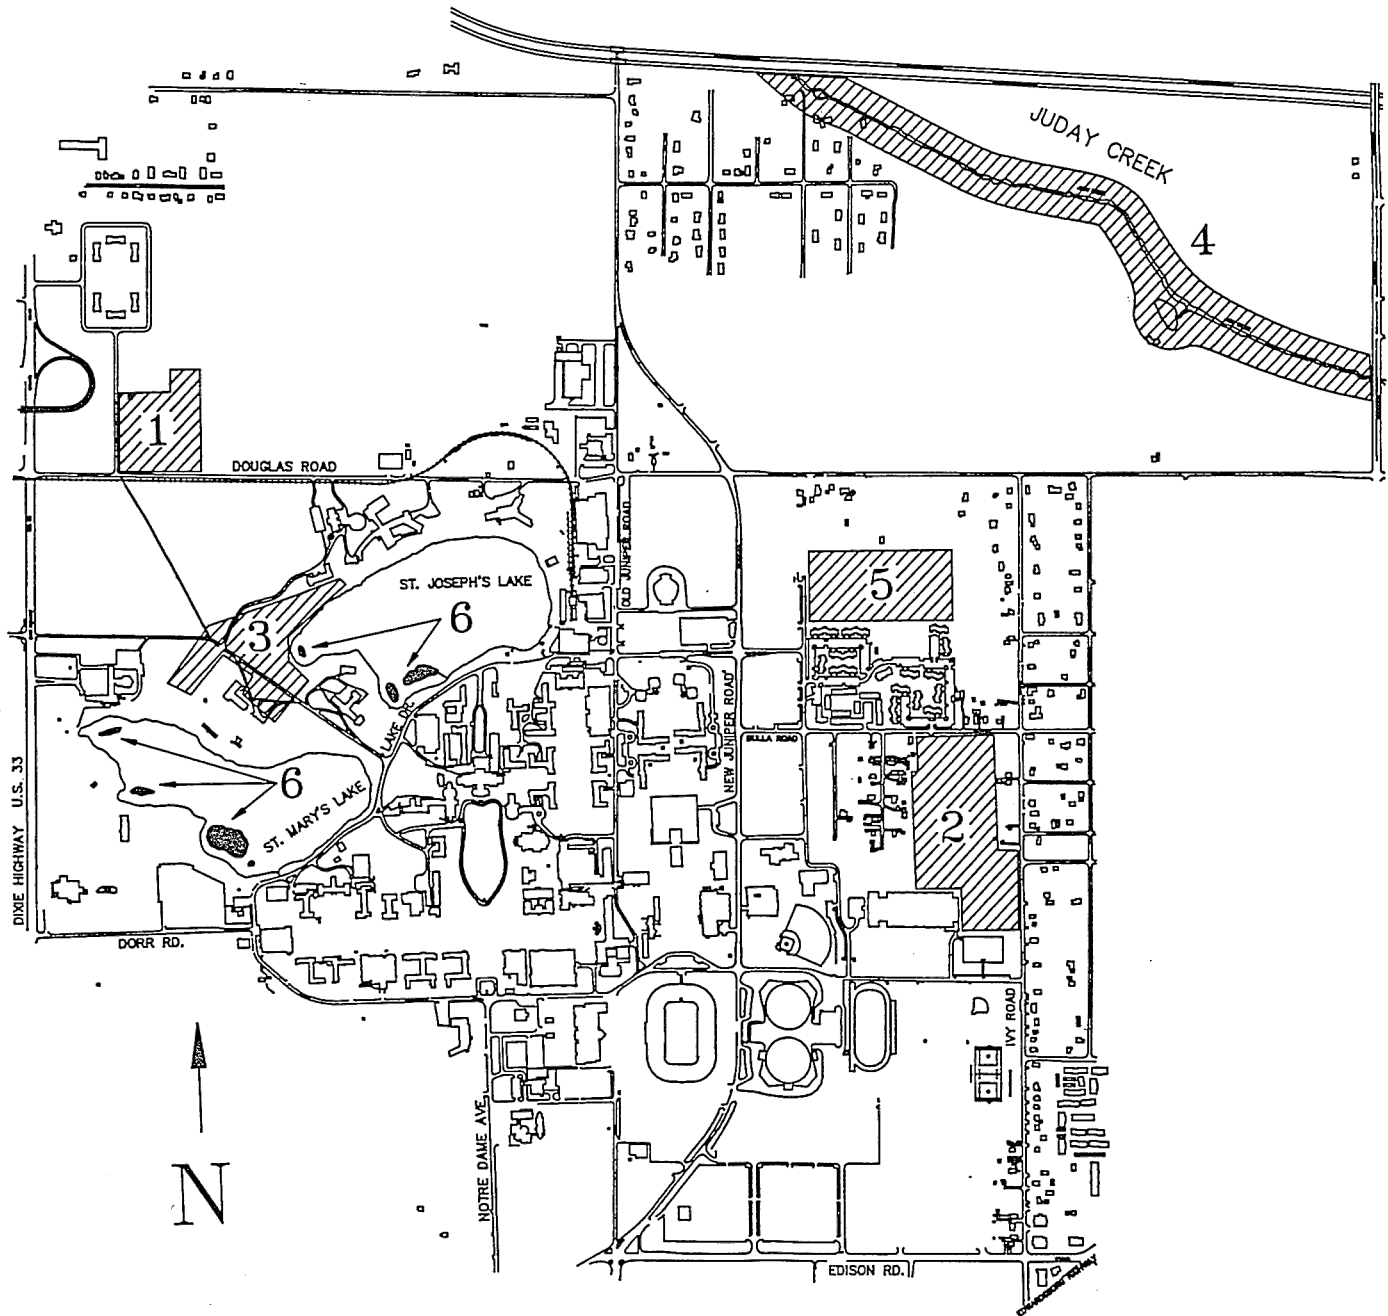 JUDAY CREEK
4
1
DOUGLAS ROAD
OLD JUNIPER ROAD
ST. JOSEPH'S LAKE
5
6
3
LAKE
NEW JUNIPER ROAD
BULLA ROAD
DIXIE HIGHWAY U.S. 33
6
ST. MARY'S LAKE
2
DORR RD.
IVY ROAD
NOTRE DAME AVE.
N
EDISON RD.